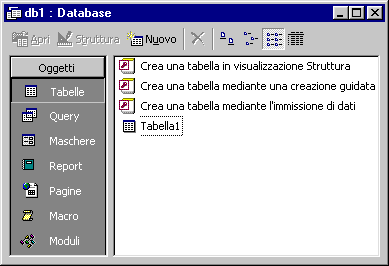 db1 : Database
Apri Struttura Nuovo
Oggetti
Tabelle
Query
Maschere
Report
Pagine
Macro
Moduli
Crea una tabella in visualizzazione Struttura
Crea una tabella mediante una creazione guidata
Crea una tabella mediante l'immissione di dati
Tabella1